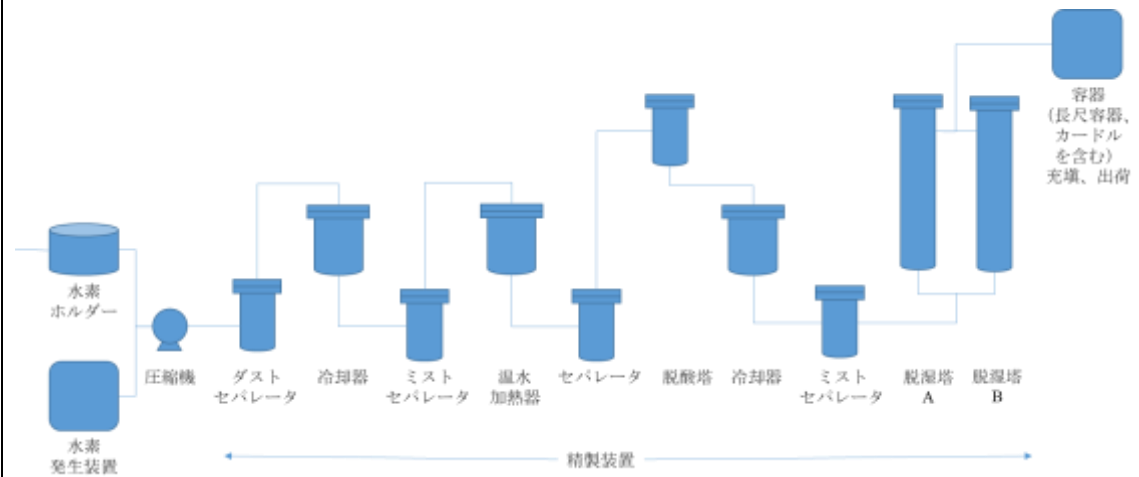 容器
(長尺容器、
カードル
を含む)
充塡、出荷
水素
ホルダー
圧縮機
ダスト
セパレータ
冷却器
ミスト
セパレータ
温水
加熱器
セパレータ
脱酸塔
冷却器
ミスト
セパレータ
脱湿塔
A
脱湿塔
B
水素
発生装置
精製装置